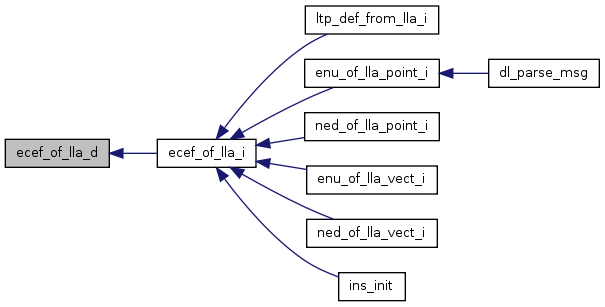 ltp_def_from_lla_i
enu_of_lla_point_i
dl_parse_msg
ned_of_lla_point_i
ecef_of_lla_d
ecef_of_lla_i
enu_of_lla_vect_i
ned_of_lla_vect_i
ins_init